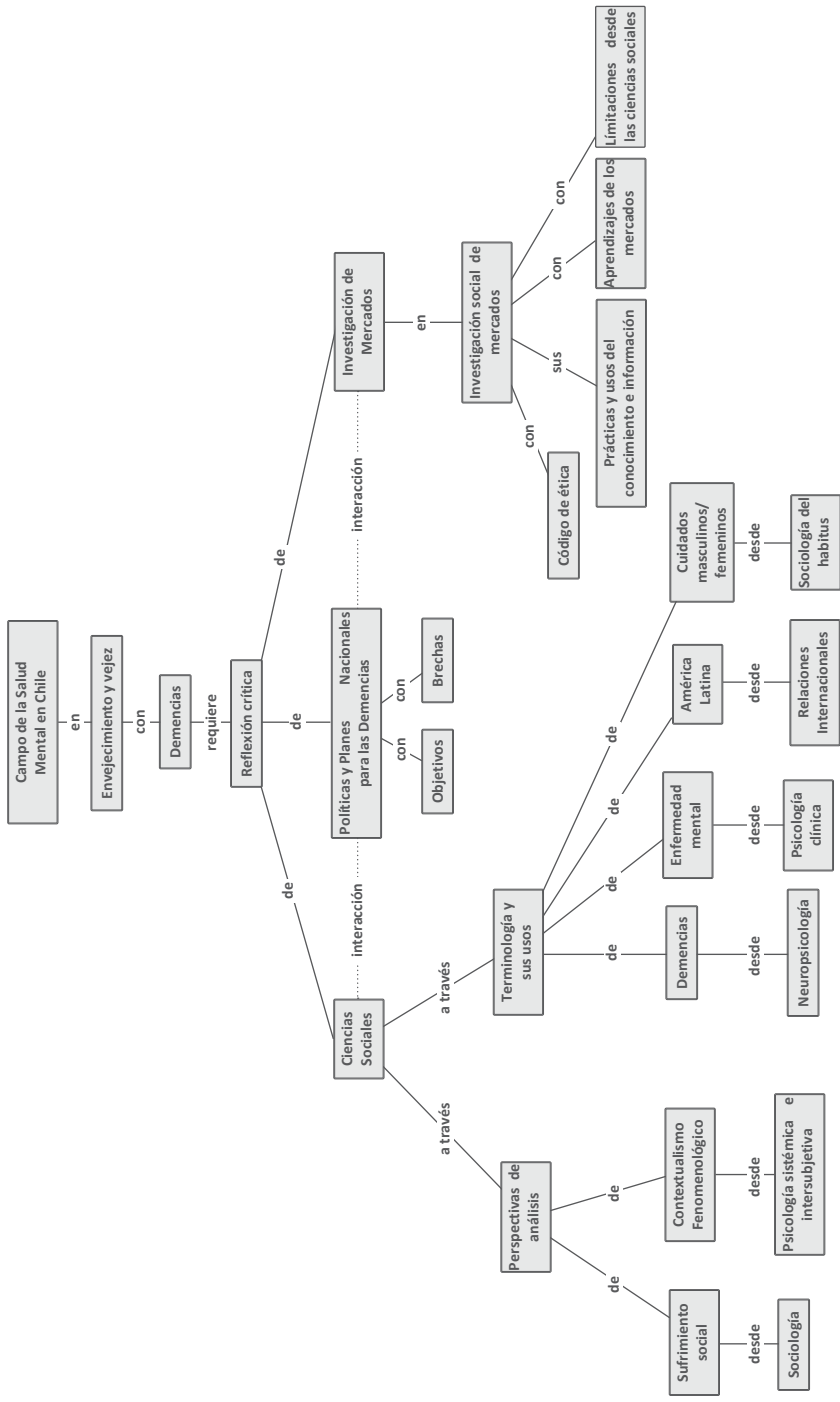 Campo de la Salud
Mental en Chile
en
Envejecimiento y vejez
con
Demencias
requiere
Reflexión crítica
de
de
de
Ciencias
Sociales
interacción
Políticas y Planes Nacionales
para las Demencias
interacción
Investigación de
Mercados
con
con
Objetivos
Brechas
en
Investigación social de
mercados
con
sus
con
con
Código de ética
Prácticas y usos del
conocimiento e información
Aprendizajes de los
mercados
Límitaciones desde
las ciencias sociales
a través
a través
Perspectivas de
análisis
Terminología y
sus usos
de
de
de
de
de
de
Sufrimiento
social
Contextualismo
Fenomenológico
Demencias
Enfermedad
mental
América
Latina
Cuidados
masculinos/
femeninos
desde
desde
desde
desde
desde
desde
Sociología
Psicología sistémica e
intersubjetiva
Neuropsicología
Psicología
clínica
Relaciones
Internacionales
Sociología del
habitus